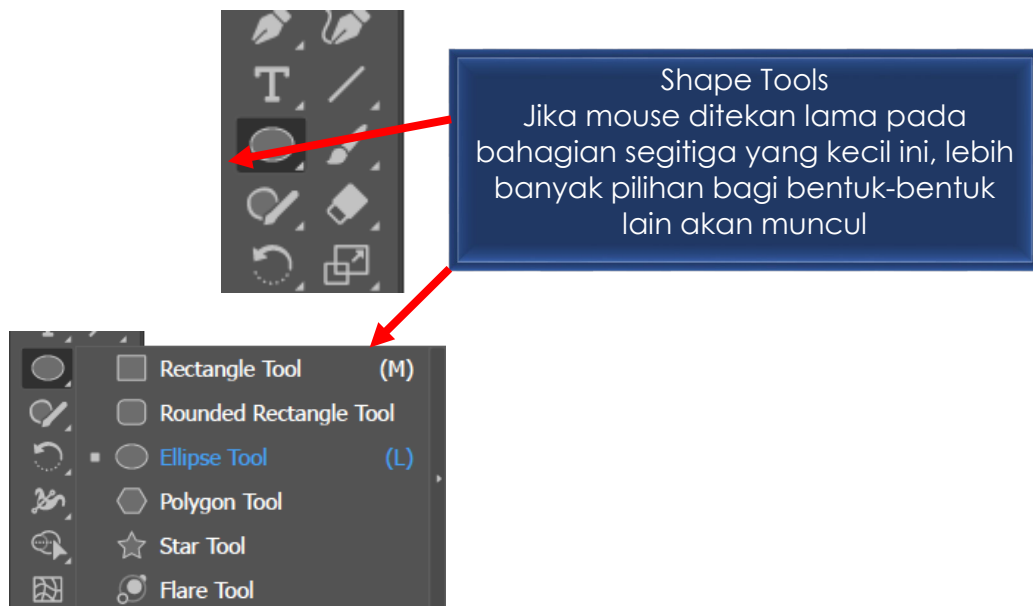 Shape Tools
Jika mouse ditekan lama pada
bahagian segitiga yang kecil ini, lebih
banyak pilihan bagi bentuk-bentuk
lain akan muncul
Rectangle Tool (M)
Rounded Rectangle Tool
Ellipse Tool (L)
Polygon Tool
Star Tool
Flare Tool